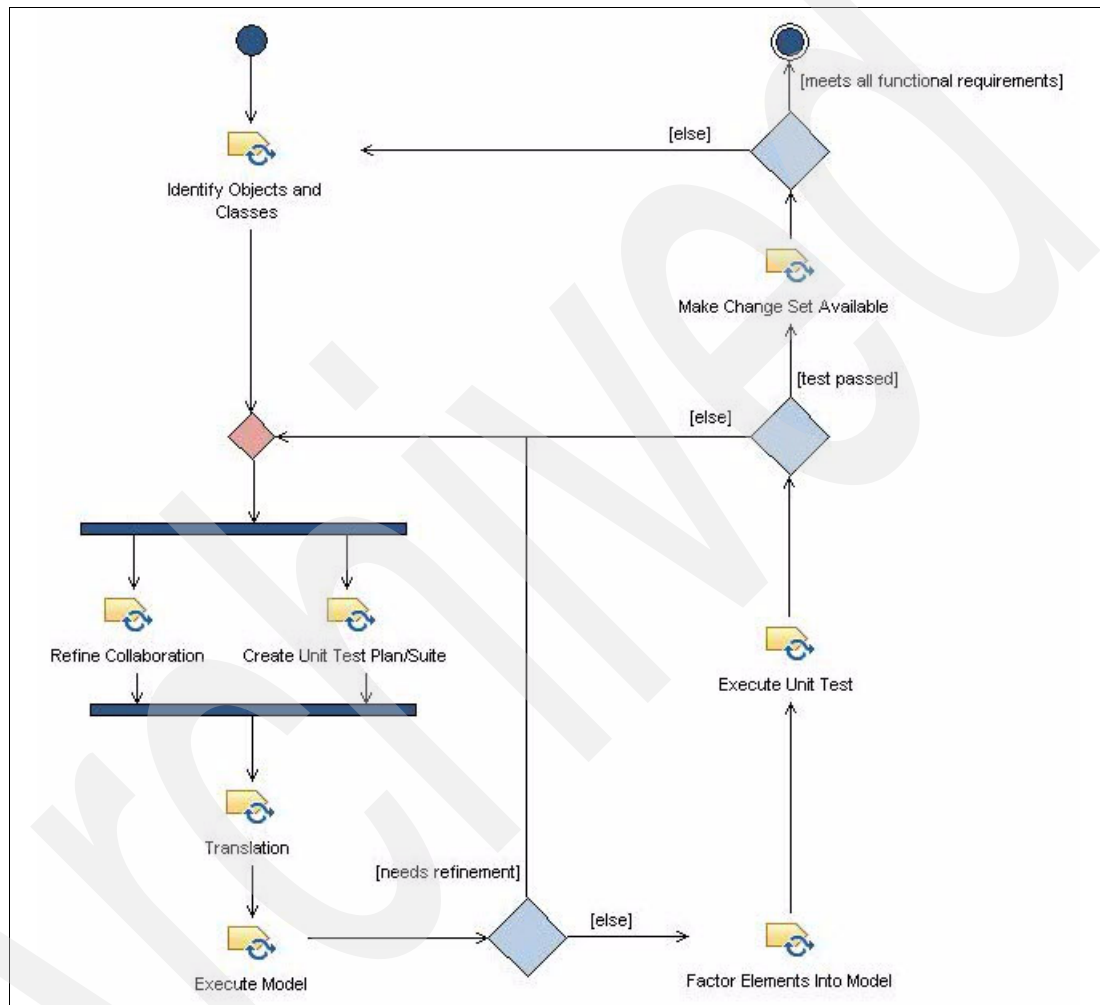 [meets all functional requirements]
[else]
Identify Objects and
Classes
Make Change Set Available
[test passed]
[else]
Refine Collaboration
Create Unit Test Plan/Suite
Execute Unit Test
Translation
[needs refinement]
[else]
Execute Model
Factor Elements Into Model
Archived